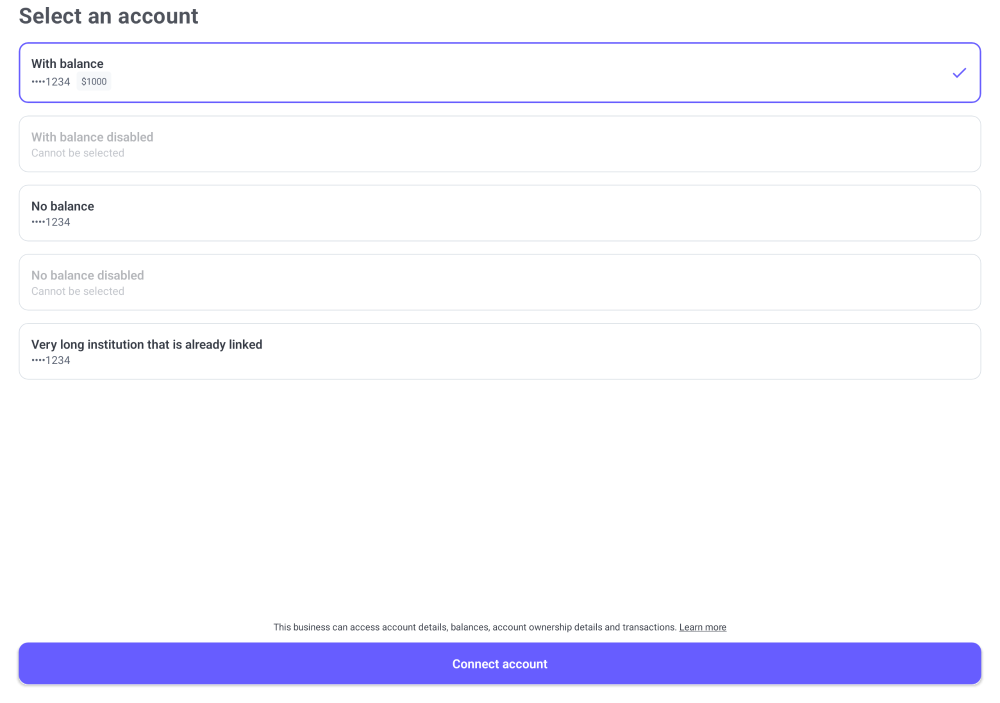 Select an account
With balance
••••1234 $1000
With balance disabled
Cannot be selected
No balance
••••1234
No balance disabled
Cannot be selected
Very long institution that is already linked
••••1234
This business can access account details, balances, account ownership details and transactions. Learn more
Connect account